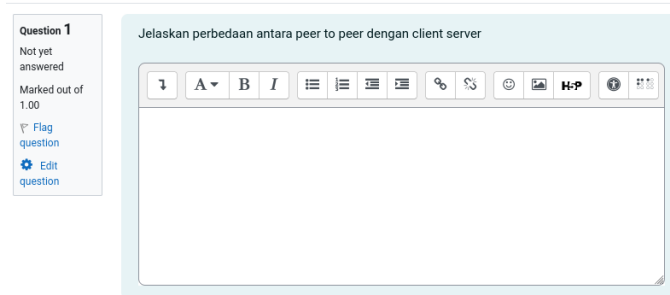 Question 1
Not yet
answered
Marked out of
1.00
Flag
question
Edit
question
Jelaskan perbedaan antara peer to peer dengan client server
A B I H5P